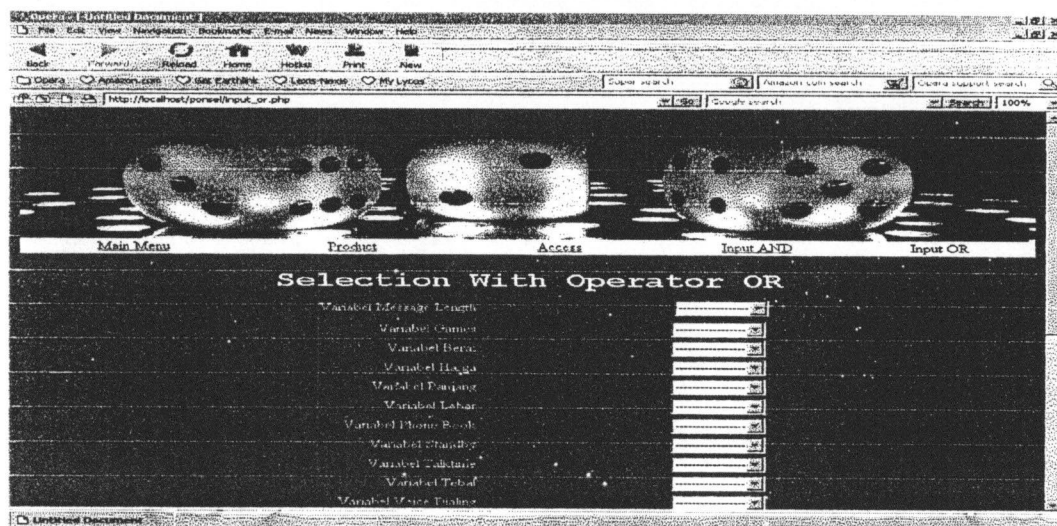 Opera - [Untitled Document]
File Edit View Navigation Bookmarks E-mail News Window Help
Back Forward Reload Home Hotlist Print New
Opera Amazon.com Get Earthlink Lexis-Nexis My Lycos Super search Amazon.com search Opera support search
http://localhost/ponsel/input_or.php Go Google search Search 100%
Main Menu Product Access Input AND Input OR
Selection With Operator OR
Variabel Message Length
Variabel Games
Variabel Berat
Variabel Harga
Variabel Panjang
Variabel Lebar
Variabel Phone Book
Variabel Standby
Variabel Talktime
Variabel Tebal
Variabel Voice Dialing
Untitled Document